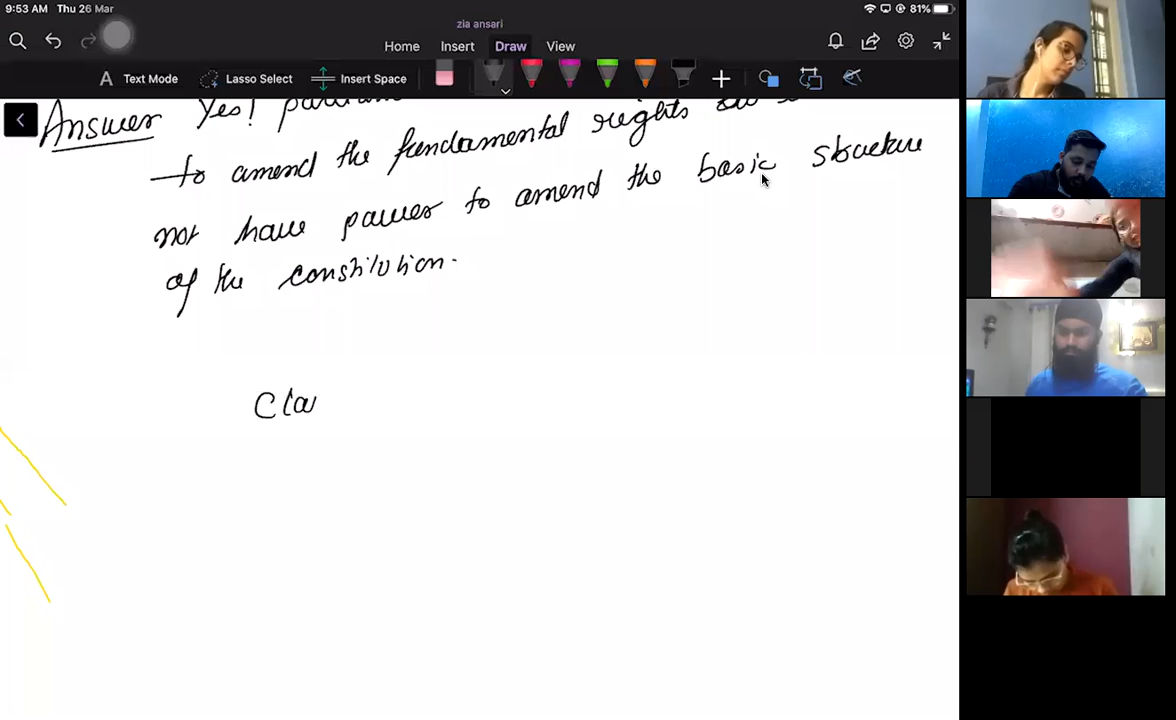 9:53 AM Thu 26 Mar 81%
zia ansari
Home Insert Draw View
A Text Mode Lasso Select Insert Space
Answer Yes!
to amend the fundamental rights
not have power to amend the basic structure
of the constitution.
Cla